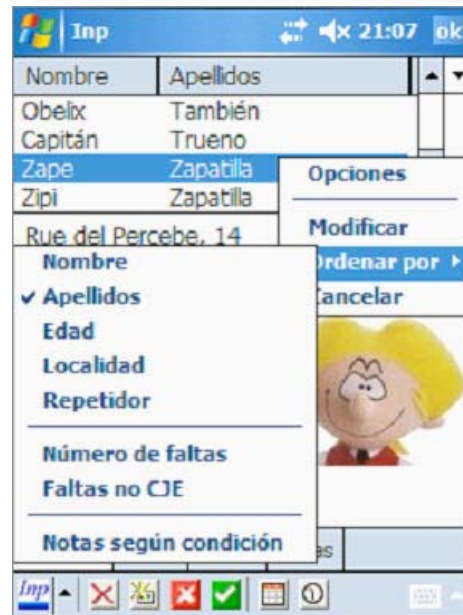 Inp 21:07 ok
Nombre Apellidos
Obelix También
Capitán Trueno
Zape Zapatilla
Zipi Zapatilla
Rue del Percebe, 14
Opciones
Modificar
Ordenar por
Cancelar
Nombre
Apellidos
Edad
Localidad
Repetidor
Número de faltas
Faltas no CJE
Notas según condición
Inp